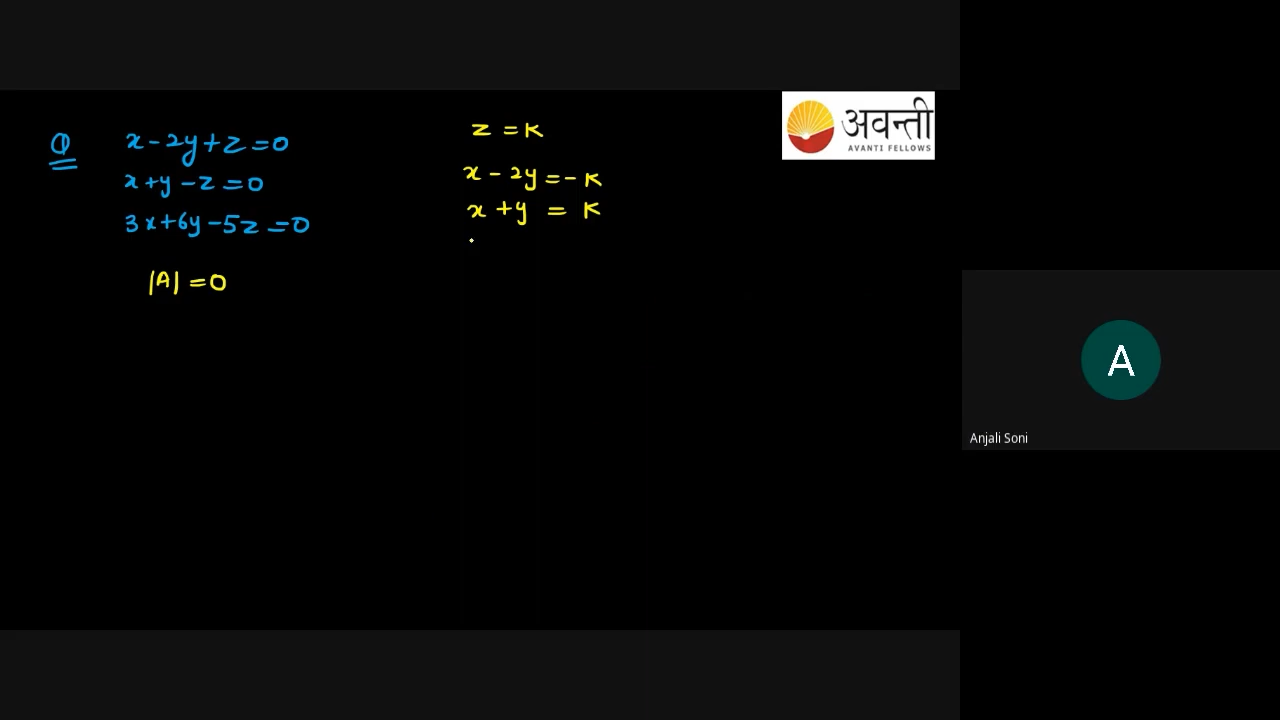 Q x - 2y + z = 0
x + y - z = 0
3x + 6y - 5z = 0
|A| = 0
z = K
x - 2y = - K
x + y = K
अवन्ती
AVANTI FELLOWS
A
Anjali Soni